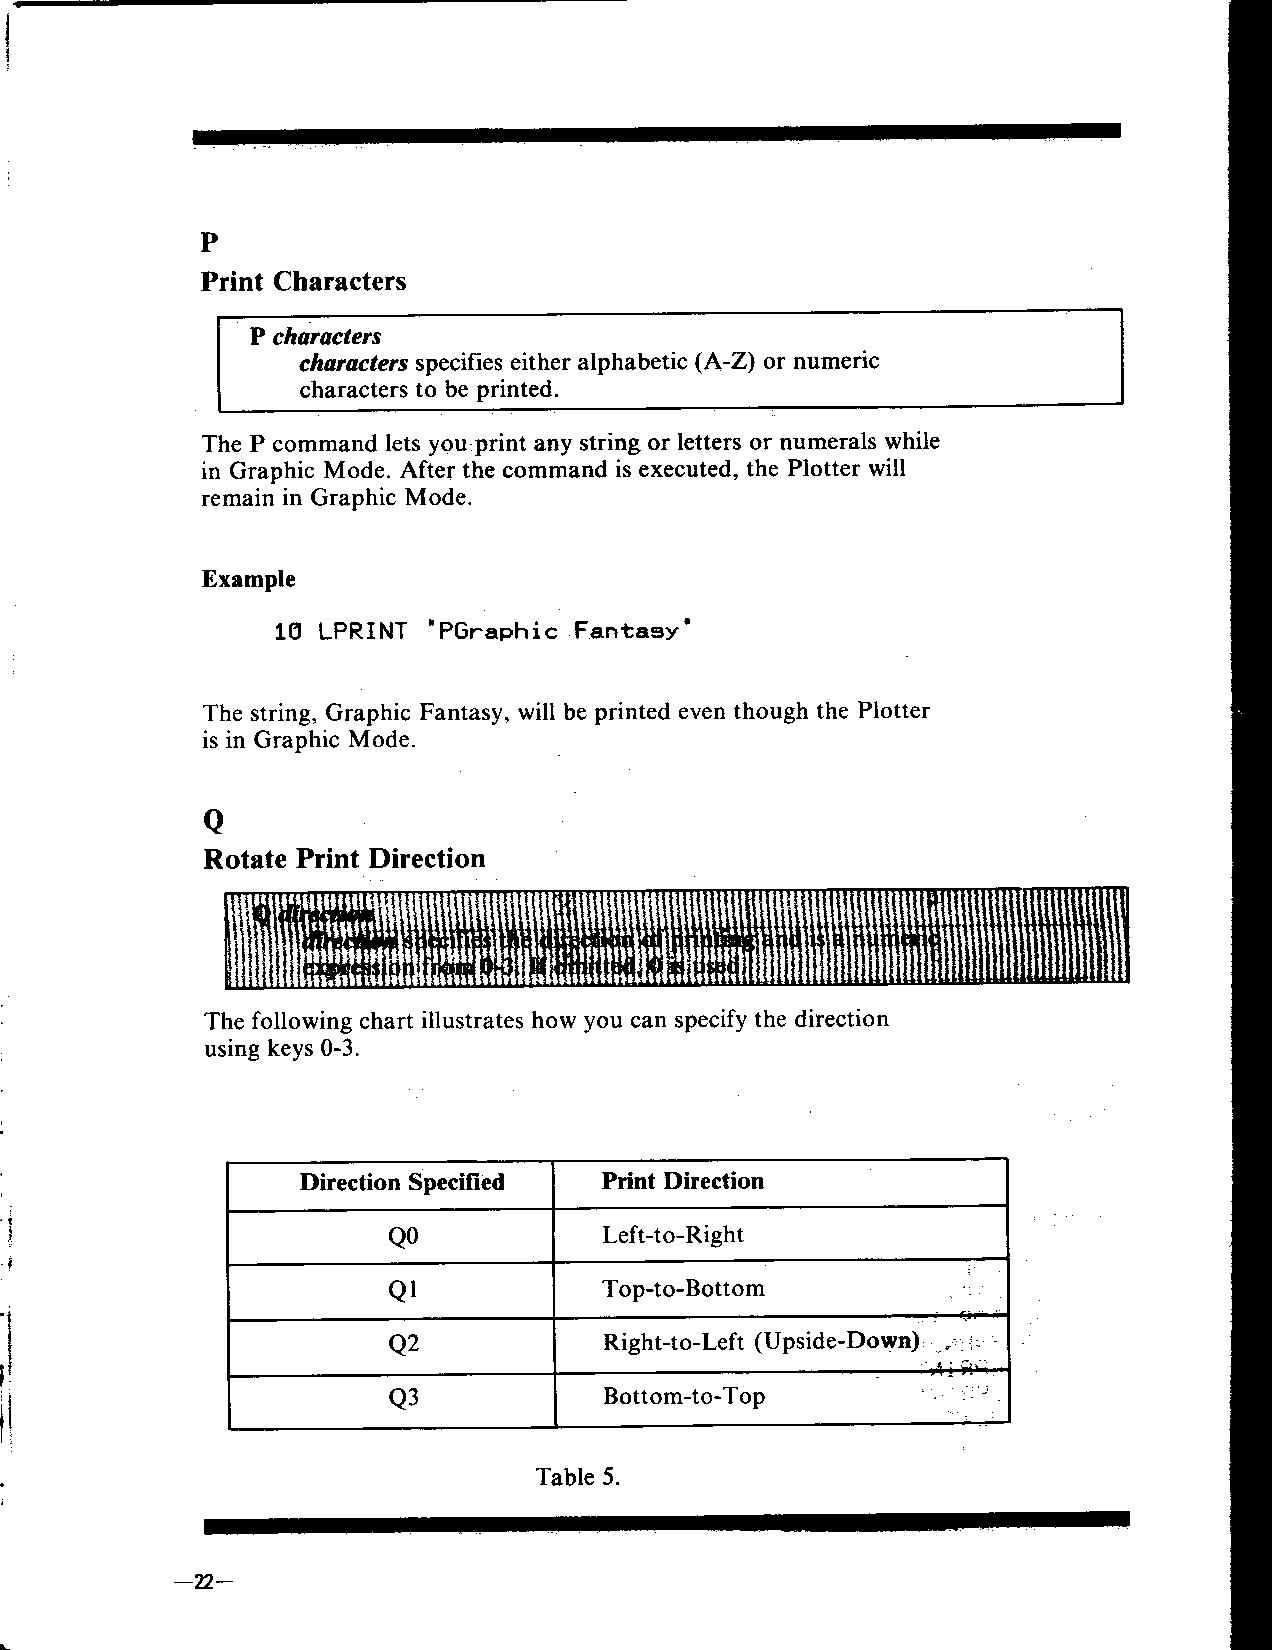 P
Print Characters
P characters
characters specifies either alphabetic (A-Z) or numeric
characters to be printed.
The P command lets you print any string or letters or numerals while
in Graphic Mode. After the command is executed, the Plotter will
remain in Graphic Mode.
Example
10 LPRINT "PGraphic Fantasy"
The string, Graphic Fantasy, will be printed even though the Plotter
is in Graphic Mode.
Q
Rotate Print Direction
Q direction
direction specifies the direction of printing and is a numeric
expression from 0-3. If omitted, 0 is used
The following chart illustrates how you can specify the direction
using keys 0-3.
Direction Specified Print Direction
Q0 Left-to-Right
Q1 Top-to-Bottom
Q2 Right-to-Left (Upside-Down)
Q3 Bottom-to-Top
Table 5.
—22—